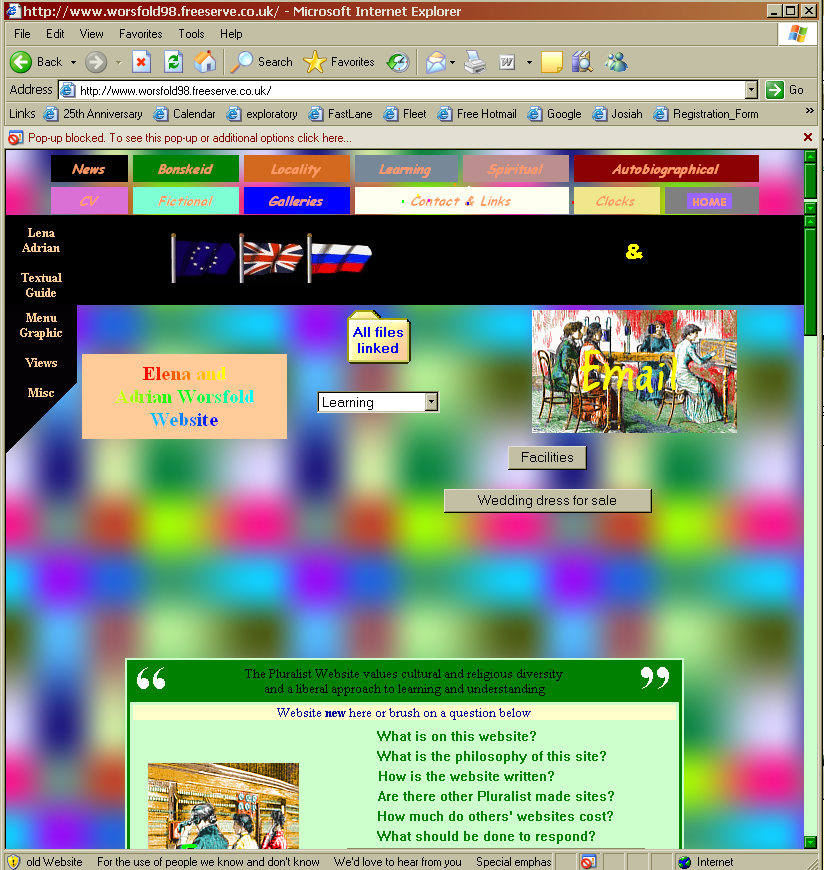 http://www.worsfold98.freeserve.co.uk/ - Microsoft Internet Explorer
File Edit View Favorites Tools Help
Back Search Favorites
Address http://www.worsfold98.freeserve.co.uk/ Go
Links 25th Anniversary Calendar exploratory FastLane Fleet Free Hotmail Google Josiah Registration_Form »
Pop-up blocked. To see this pop-up or additional options click here...
News Bonskeid Locality Learning Spiritual Autobiographical
CV Fictional Galleries Contact & Links Clocks HOME
Lena
Adrian
&
Textual
Guide
Menu
Graphic
Views
Misc
All files
linked
Elena and
Adrian Worsfold
Website
Learning
Email
Facilities
Wedding dress for sale
“ The Pluralist Website values cultural and religious diversity ”
and a liberal approach to learning and understanding
Website new here or brush on a question below
What is on this website?
What is the philosophy of this site?
How is the website written?
Are there other Pluralist made sites?
How much do others' websites cost?
What should be done to respond?
old Website For the use of people we know and don't know We'd love to hear from you Special emphas Internet